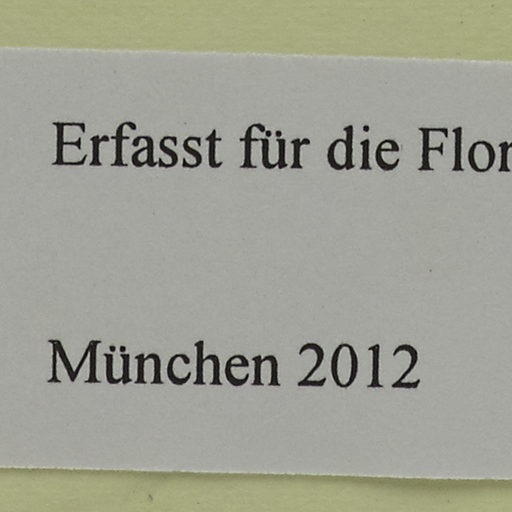 Erfasst für die Flor
München 2012